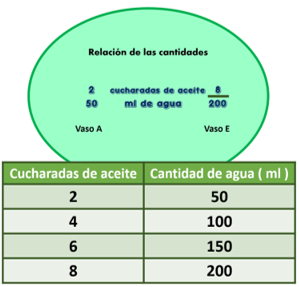 Relación de las cantidades
2 cucharadas de aceite 8
50 ml de agua 200
Vaso A Vaso E
Cucharadas de aceite Cantidad de agua ( ml )
2 50
4 100
6 150
8 200